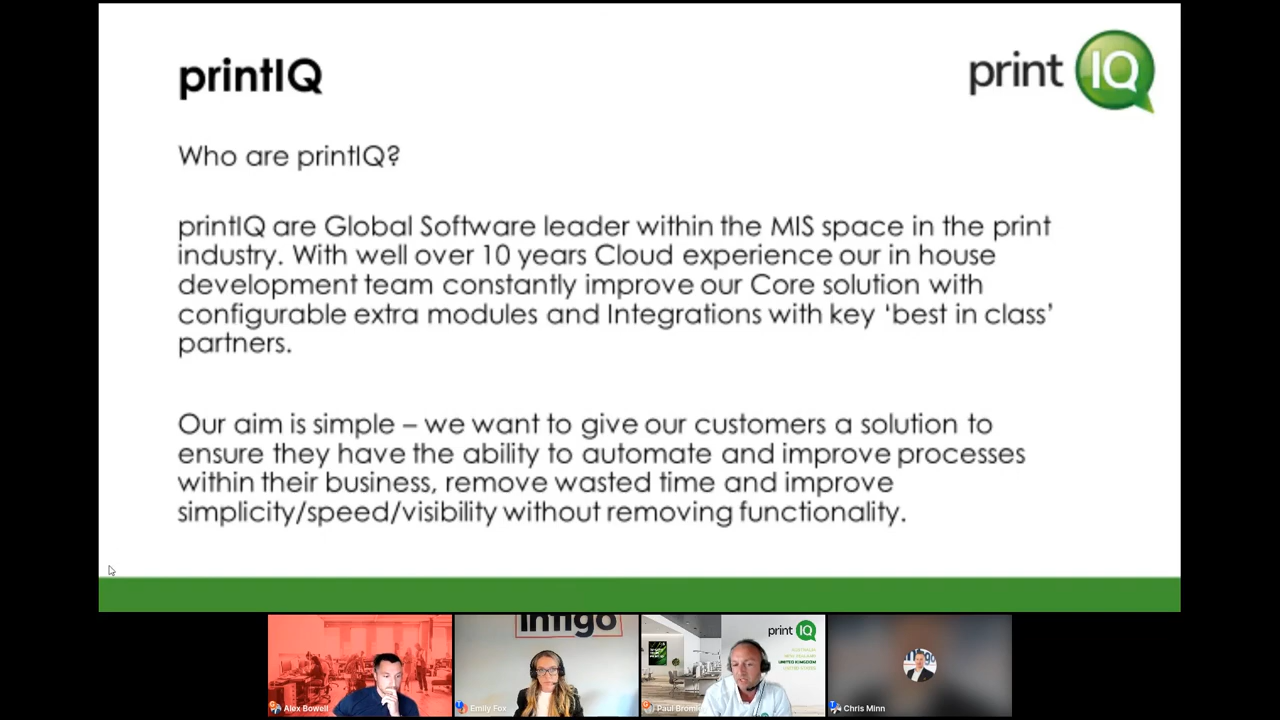 printIQ
print IQ
Who are printIQ?
printIQ are Global Software leader within the MIS space in the print
industry. With well over 10 years Cloud experience our in house
development team constantly improve our Core solution with
configurable extra modules and Integrations with key ‘best in class’
partners.
Our aim is simple – we want to give our customers a solution to
ensure they have the ability to automate and improve processes
within their business, remove wasted time and improve
simplicity/speed/visibility without removing functionality.
intigo
print IQ
UNITED KINGDOM
Alex Bowell
Emily Fox
Paul
Chris Minn